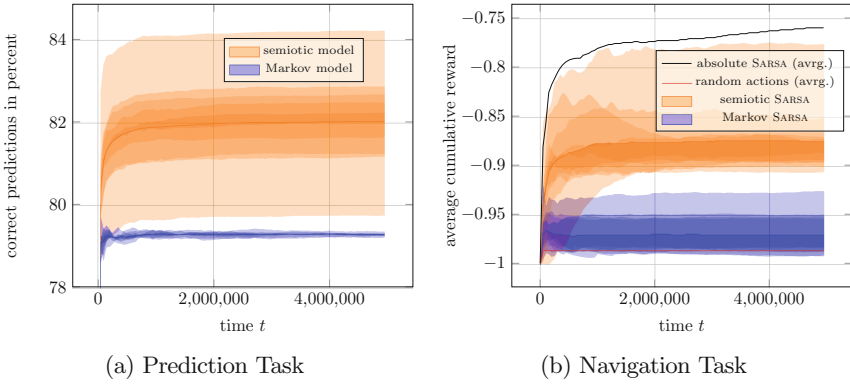 84
82
80
78
correct predictions in percent
0
2,000,000
4,000,000
time t
semiotic model
Markov model
(a) Prediction Task
−0.75
−0.8
−0.85
−0.9
−0.95
−1
average cumulative reward
0
2,000,000
4,000,000
time t
absolute SARSA (avrg.)
random actions (avrg.)
semiotic SARSA
Markov SARSA
(b) Navigation Task